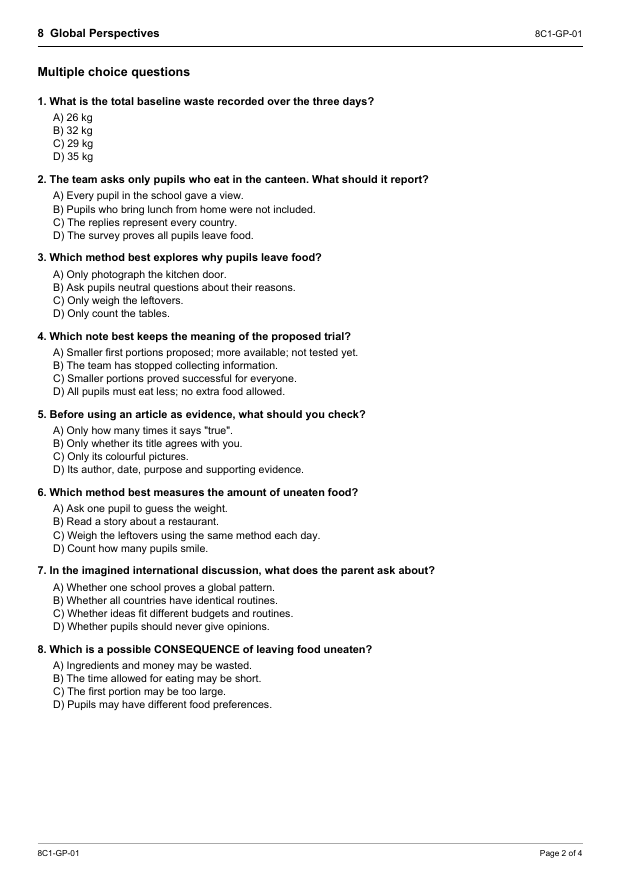 8 Global Perspectives
8C1-GP-01
Multiple choice questions
1. What is the total baseline waste recorded over the three days?
A) 26 kg
B) 32 kg
C) 29 kg
D) 35 kg
2. The team asks only pupils who eat in the canteen. What should it report?
A) Every pupil in the school gave a view.
B) Pupils who bring lunch from home were not included.
C) The replies represent every country.
D) The survey proves all pupils leave food.
3. Which method best explores why pupils leave food?
A) Only photograph the kitchen door.
B) Ask pupils neutral questions about their reasons.
C) Only weigh the leftovers.
D) Only count the tables.
4. Which note best keeps the meaning of the proposed trial?
A) Smaller first portions proposed; more available; not tested yet.
B) The team has stopped collecting information.
C) Smaller portions proved successful for everyone.
D) All pupils must eat less; no extra food allowed.
5. Before using an article as evidence, what should you check?
A) Only how many times it says "true".
B) Only whether its title agrees with you.
C) Only its colourful pictures.
D) Its author, date, purpose and supporting evidence.
6. Which method best measures the amount of uneaten food?
A) Ask one pupil to guess the weight.
B) Read a story about a restaurant.
C) Weigh the leftovers using the same method each day.
D) Count how many pupils smile.
7. In the imagined international discussion, what does the parent ask about?
A) Whether one school proves a global pattern.
B) Whether all countries have identical routines.
C) Whether ideas fit different budgets and routines.
D) Whether pupils should never give opinions.
8. Which is a possible CONSEQUENCE of leaving food uneaten?
A) Ingredients and money may be wasted.
B) The time allowed for eating may be short.
C) The first portion may be too large.
D) Pupils may have different food preferences.
8C1-GP-01
Page 2 of 4